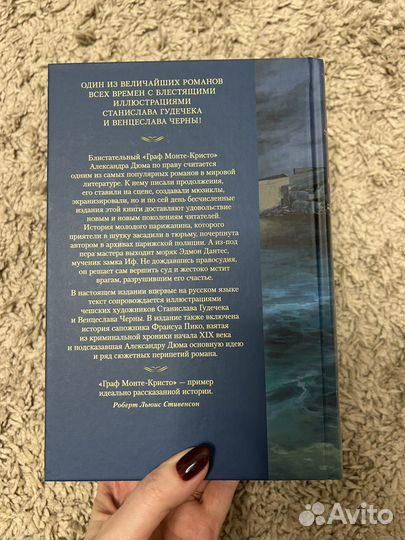 ОДИН ИЗ ВЕЛИЧАЙШИХ РОМАНОВ
ВСЕХ ВРЕМЕН С БЛЕСТЯЩИМИ
ИЛЛЮСТРАЦИЯМИ
СТАНИСЛАВА ГУДЕЧЕКА
И ВЕНЦЕСЛАВА ЧЕРНЫ!
Блистательный «Граф Монте-Кристо»
Александра Дюма по праву считается
одним из самых популярных романов в мировой
литературе. К нему писали продолжения,
его ставили на сцене, создавали мюзиклы,
экранизировали, но и по сей день бесчисленные
издания этой книги доставляют удовольствие
новым и новым поколениям читателей.
История молодого парижанина, которого
приятели в шутку засадили в тюрьму, почерпнута
автором в архивах парижской полиции. А из-под
пера мастера выходит моряк Эдмон Дантес,
мученик замка Иф. Не дождавшись правосудия,
он решает сам вершить суд и жестоко мстит
врагам, разрушившим его счастье.
В настоящем издании впервые на русском языке
текст сопровождается иллюстрациями
чешских художников Станислава Гудечека
и Венцеслава Черны. В издание также включена
история сапожника Франсуа Пико, взятая
из криминальной хроники начала XIX века
и подсказавшая Александру Дюма основную идею
и ряд сюжетных перипетий романа.
«Граф Монте-Кристо» — пример
идеально рассказанной истории.
Роберт Льюис Стивенсон
Avito